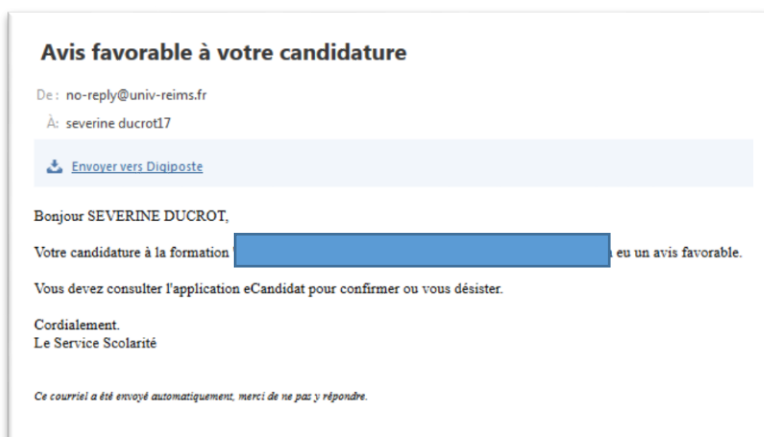 Avis favorable à votre candidature
De : no-reply@univ-reims.fr
À: severine ducrot17
Envoyer vers Digiposte
Bonjour SEVERINE DUCROT,
Votre candidature à la formation eu un avis favorable.
Vous devez consulter l'application eCandidat pour confirmer ou vous désister.
Cordialement.
Le Service Scolarité
Ce courriel a été envoyé automatiquement, merci de ne pas y répondre.